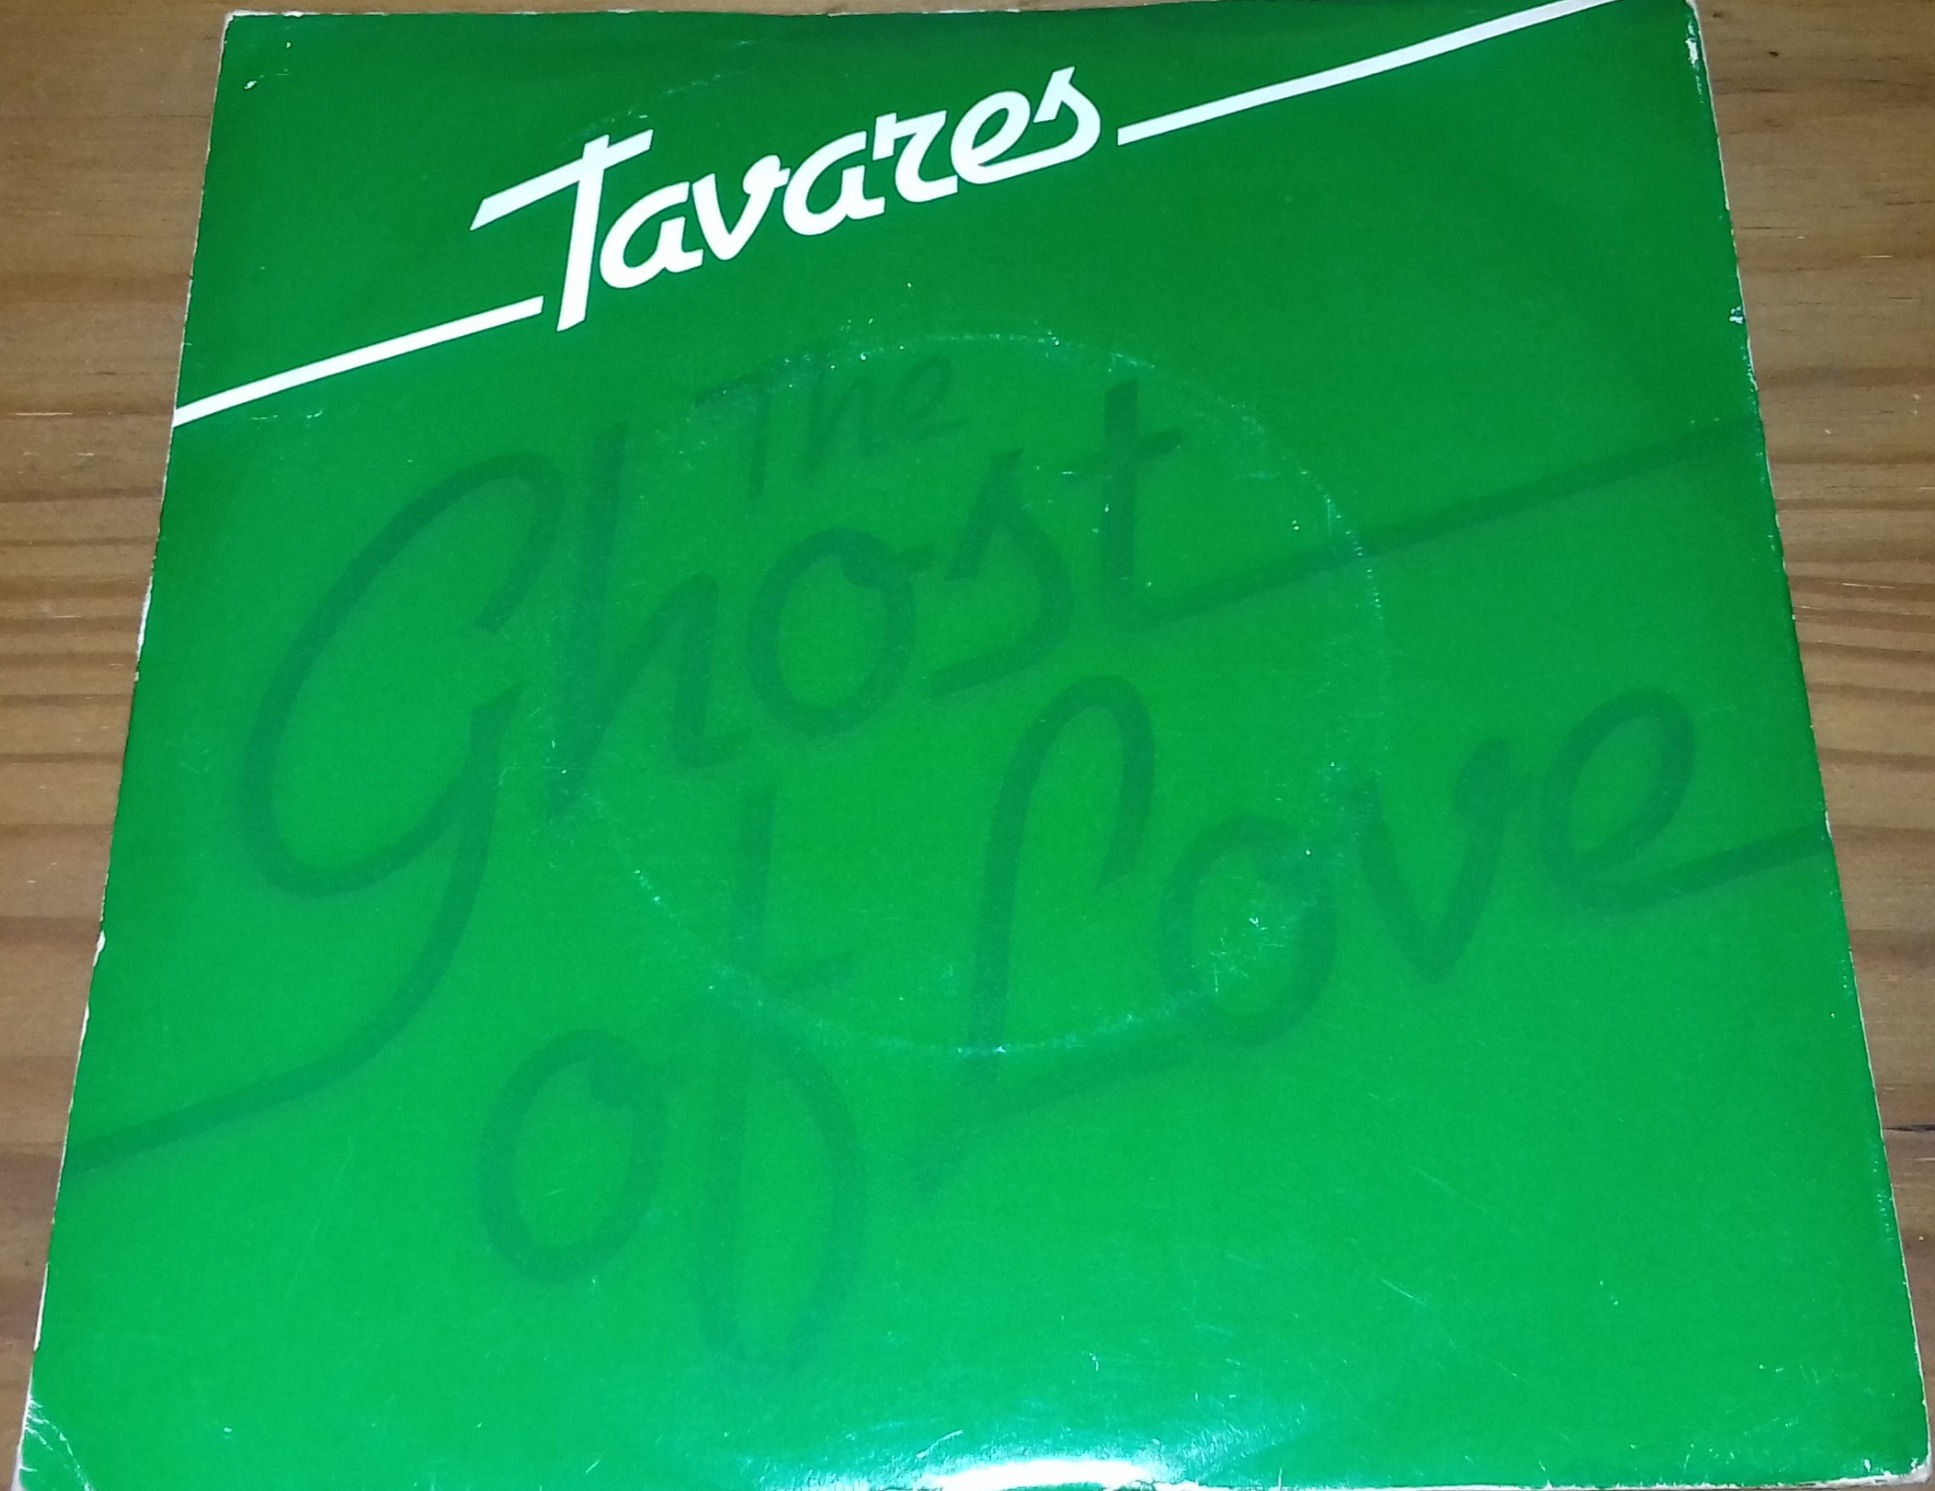 Tavares
The
Ghost
of Love